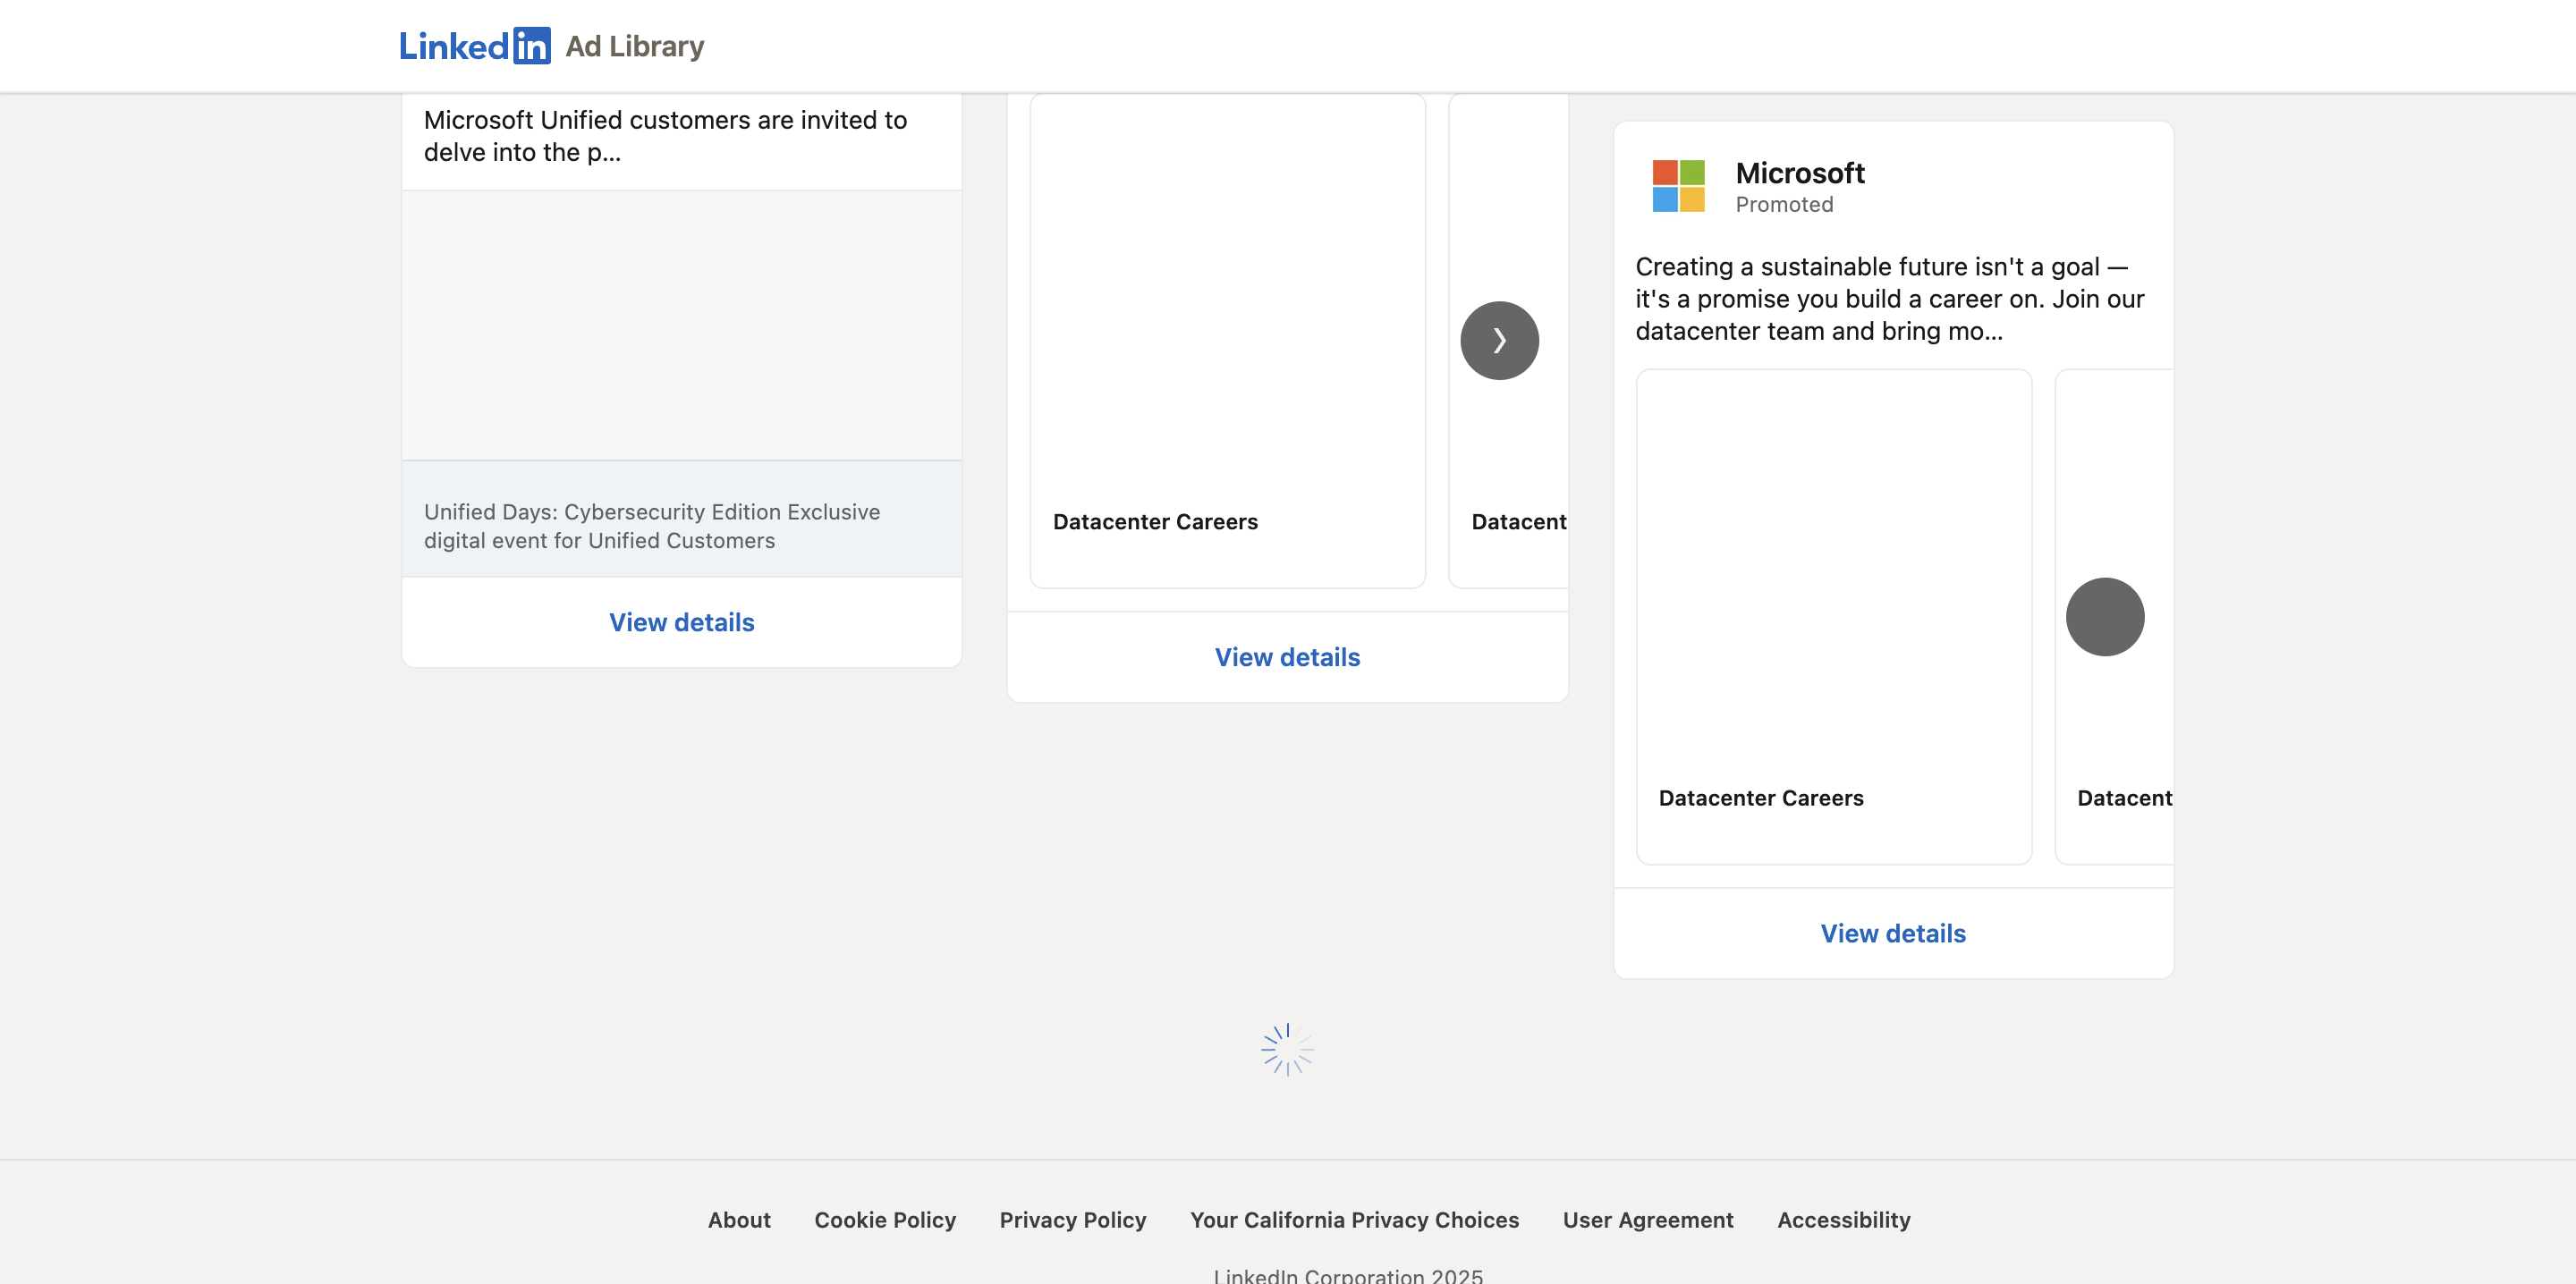 Linkedin Ad Library
Microsoft Unified customers are invited to
delve into the p...
Unified Days: Cybersecurity Edition Exclusive
digital event for Unified Customers
View details
Datacenter Careers
Datacent
View details
Microsoft
Promoted
Creating a sustainable future isn't a goal —
it's a promise you build a career on. Join our
datacenter team and bring mo...
Datacenter Careers
Datacent
View details
About Cookie Policy Privacy Policy Your California Privacy Choices User Agreement Accessibility
LinkedIn Corporation 2025